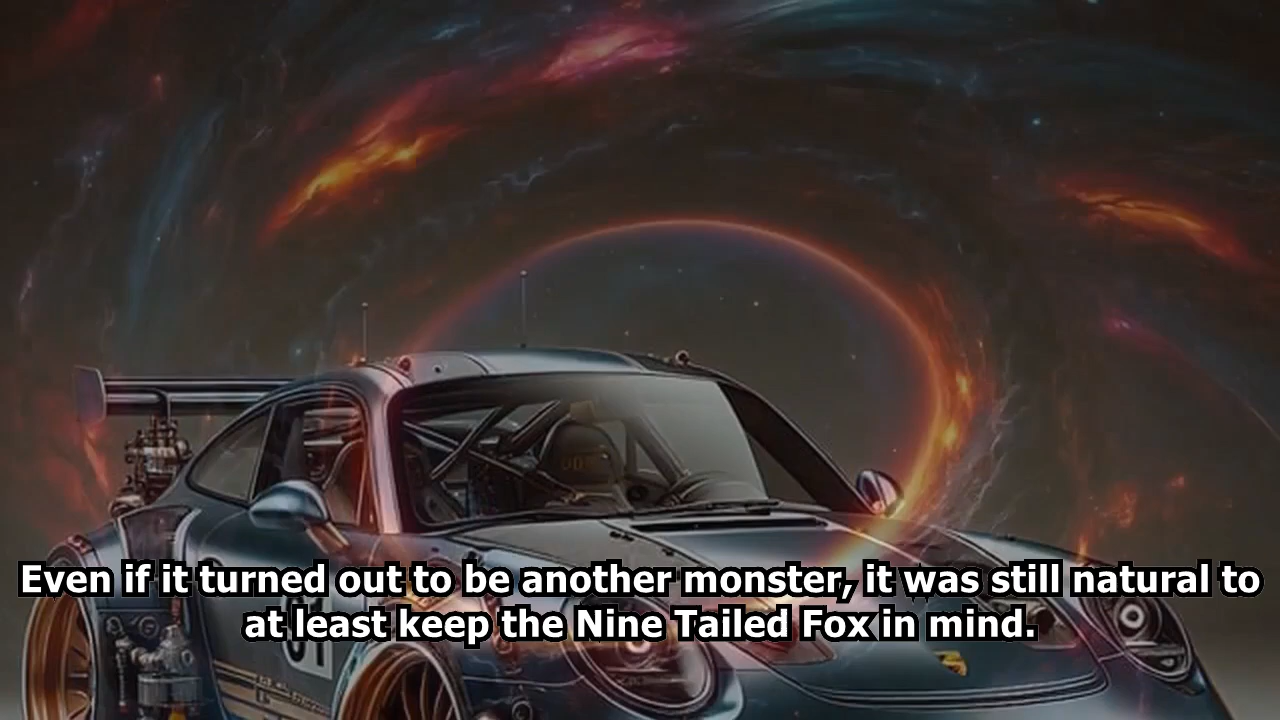 Even if it turned out to be another monster, it was still natural to
at least keep the Nine Tailed Fox in mind.